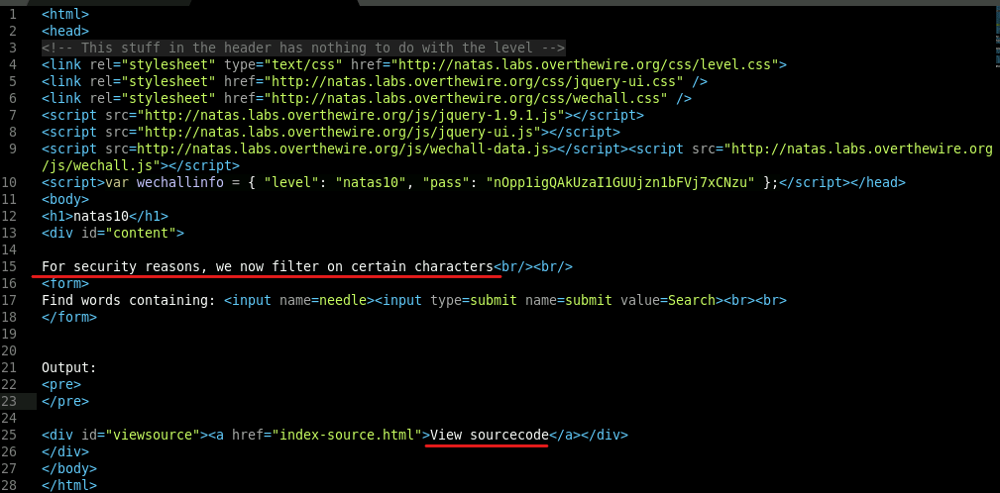 1 <html>
2 <head>
3 <!-- This stuff in the header has nothing to do with the level -->
4 <link rel="stylesheet" type="text/css" href="http://natas.labs.overthewire.org/css/level.css">
5 <link rel="stylesheet" href="http://natas.labs.overthewire.org/css/jquery-ui.css" />
6 <link rel="stylesheet" href="http://natas.labs.overthewire.org/css/wechall.css" />
7 <script src="http://natas.labs.overthewire.org/js/jquery-1.9.1.js"></script>
8 <script src="http://natas.labs.overthewire.org/js/jquery-ui.js"></script>
9 <script src=http://natas.labs.overthewire.org/js/wechall-data.js></script><script src="http://natas.labs.overthewire.org
/js/wechall.js"></script>
10 <script>var wechallinfo = { "level": "natas10", "pass": "nOpp1igQAkUzaI1GUUjzn1bFVj7xCNzu" };</script></head>
11 <body>
12 <h1>natas10</h1>
13 <div id="content">
14
15 For security reasons, we now filter on certain characters<br/><br/>
16 <form>
17 Find words containing: <input name=needle><input type=submit name=submit value=Search><br><br>
18 </form>
19
20
21 Output:
22 <pre>
23 </pre>
24
25 <div id="viewsource"><a href="index-source.html">View sourcecode</a></div>
26 </div>
27 </body>
28 </html>